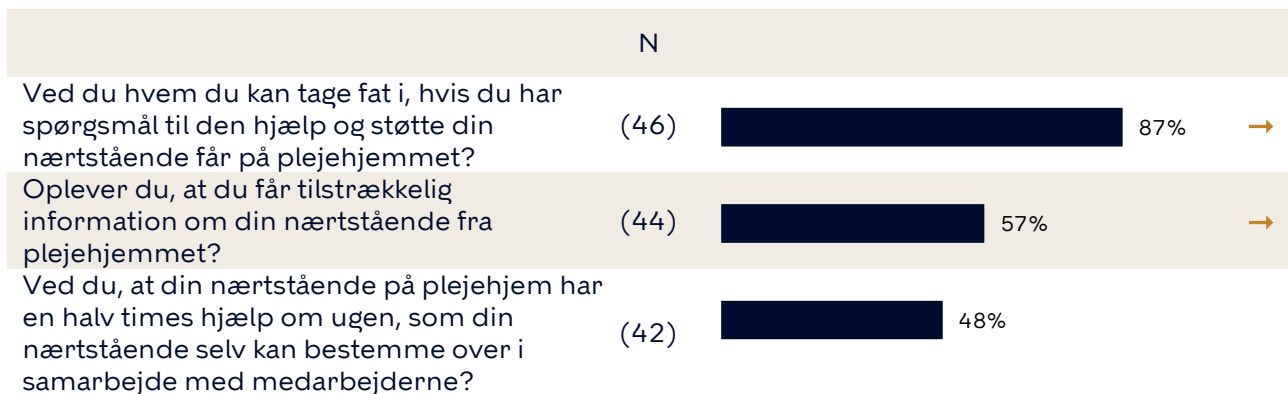 N
Ved du hvem du kan tage fat i, hvis du har
spørgsmål til den hjælp og støtte din
nærtstående får på plejehjemmet?
(46)
87%
→
Oplever du, at du får tilstrækkelig
information om din nærtstående fra
plejehjemmet?
(44)
57%
→
Ved du, at din nærtstående på plejehjem har
en halv times hjælp om ugen, som din
nærtstående selv kan bestemme over i
samarbejde med medarbejderne?
(42)
48%